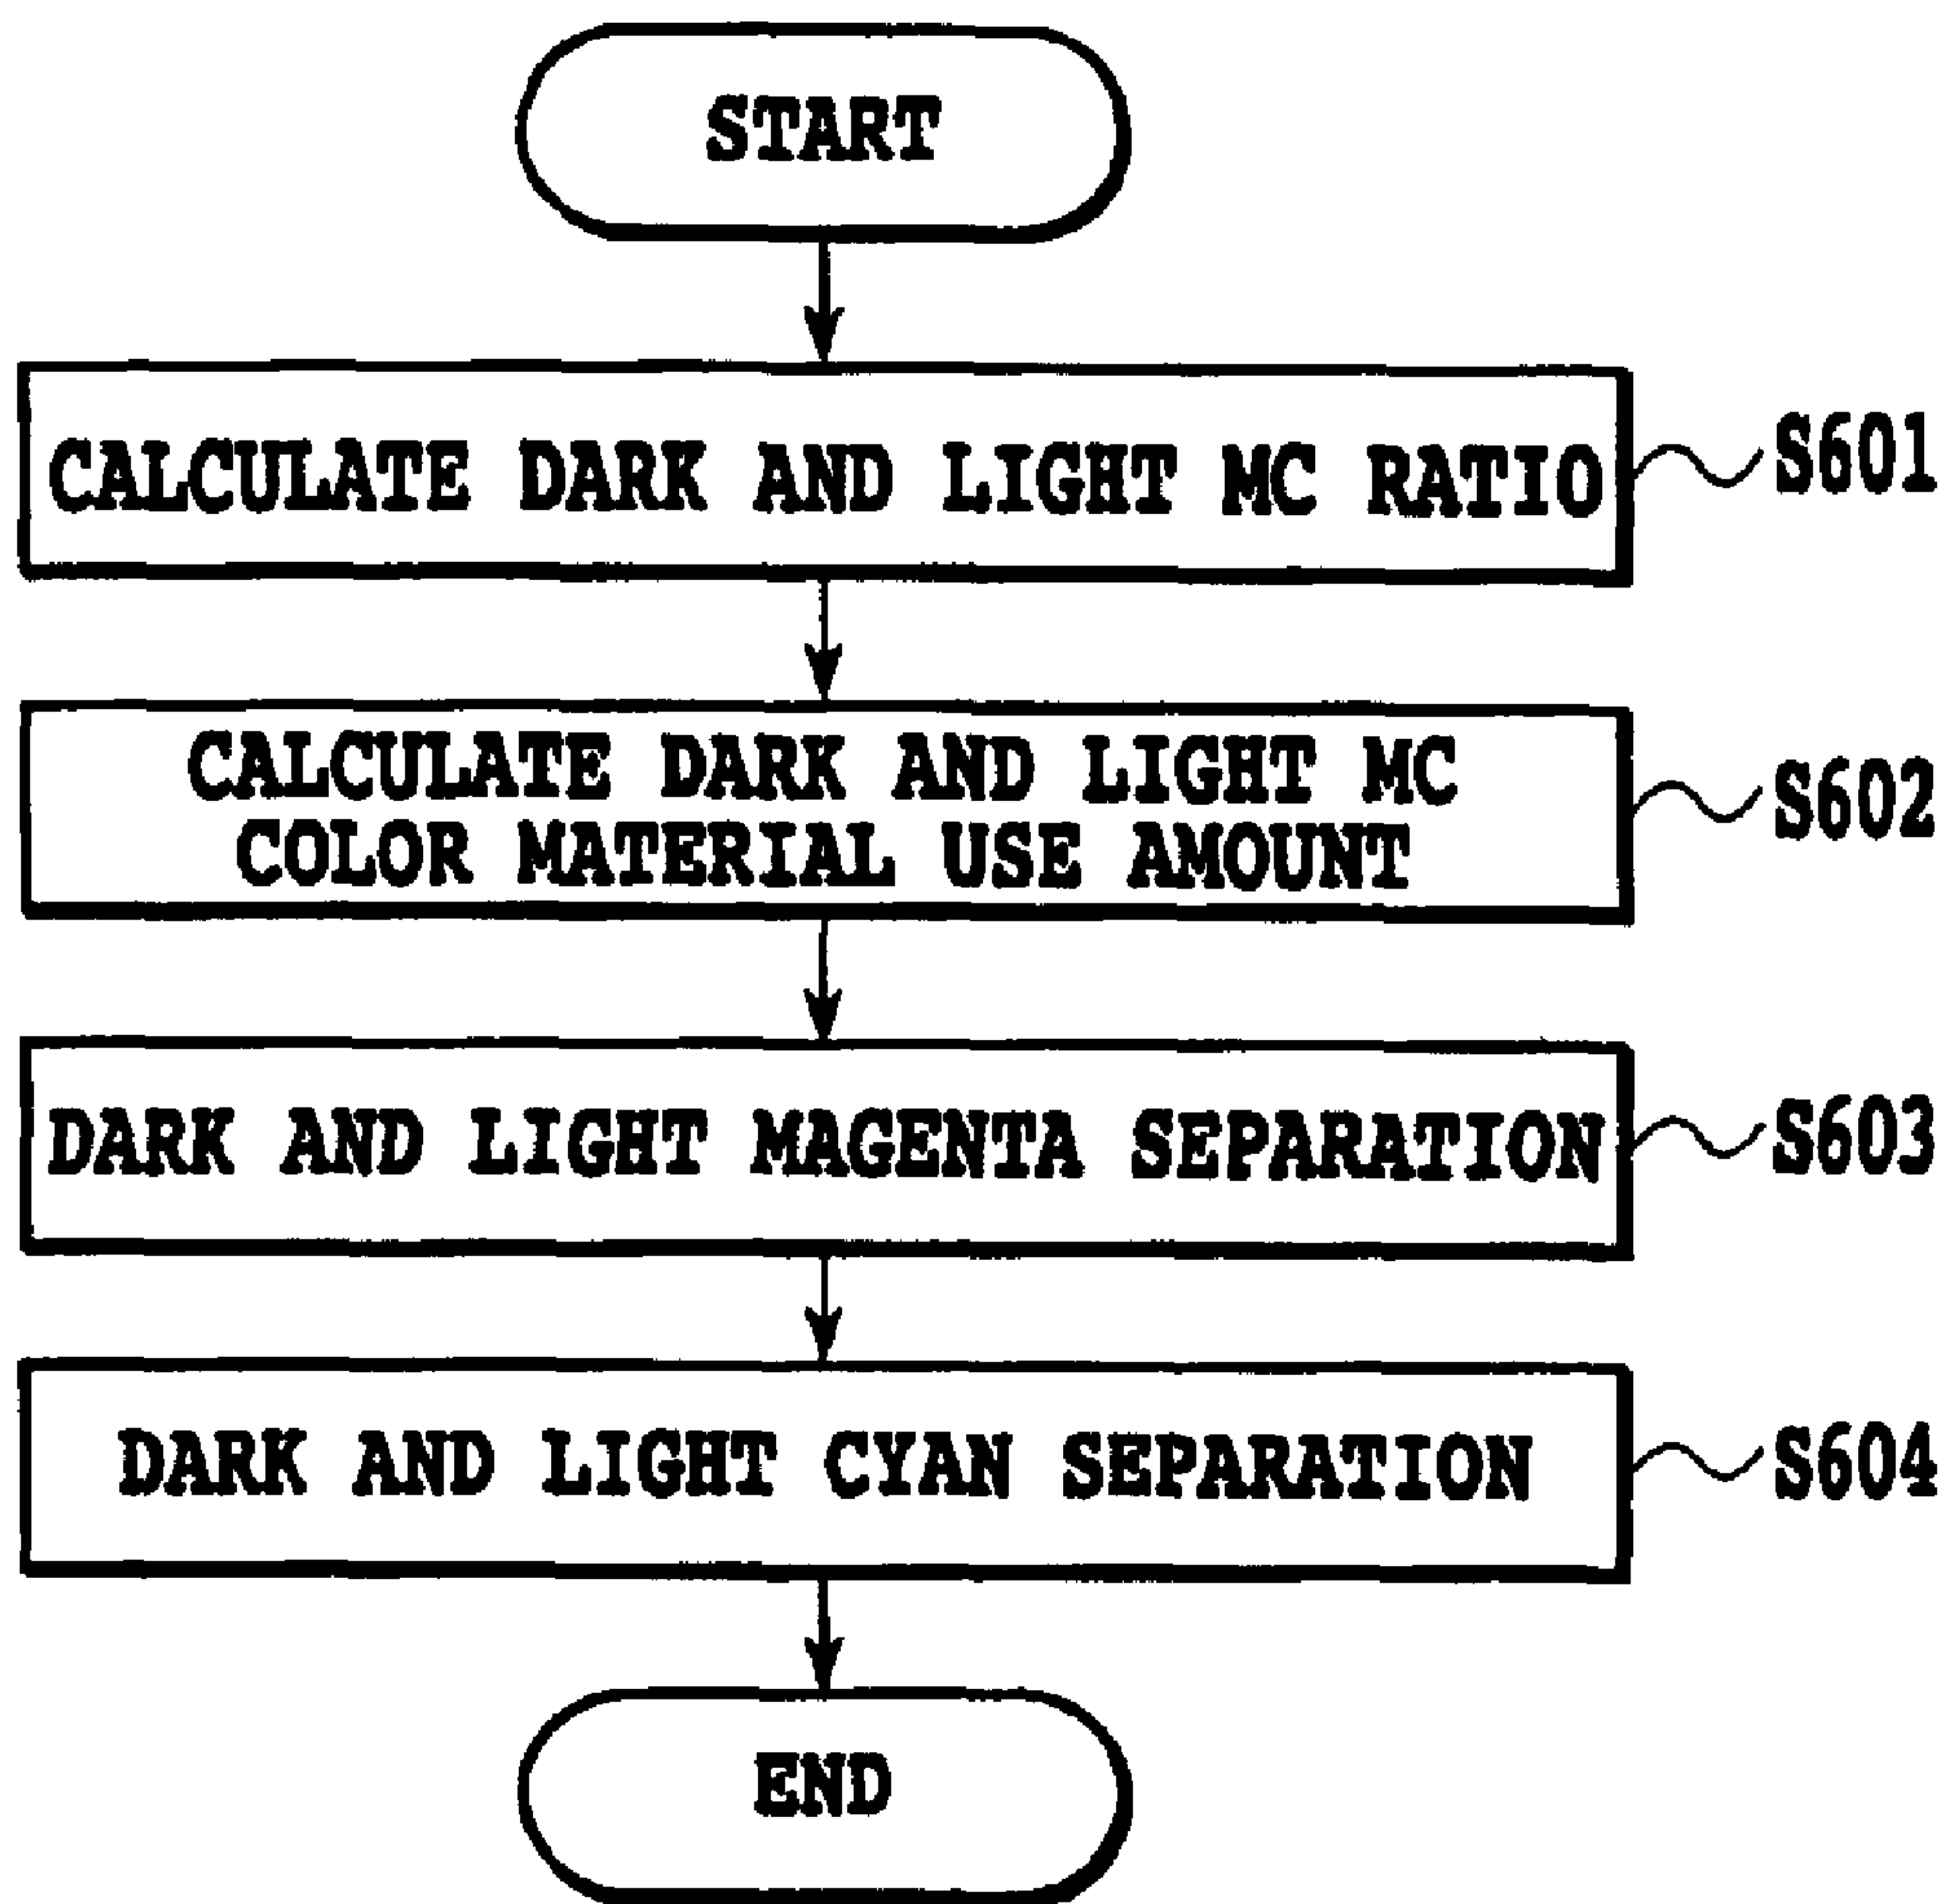 START
CALCULATE DARK AND LIGHT MC RATIO
S601
CALCULATE DARK AND LIGHT MC
COLOR MATERIAL USE AMOUNT
S602
DARK AND LIGHT MAGENTA SEPARATION
S603
DARK AND LIGHT CYAN SEPARATION
S604
END